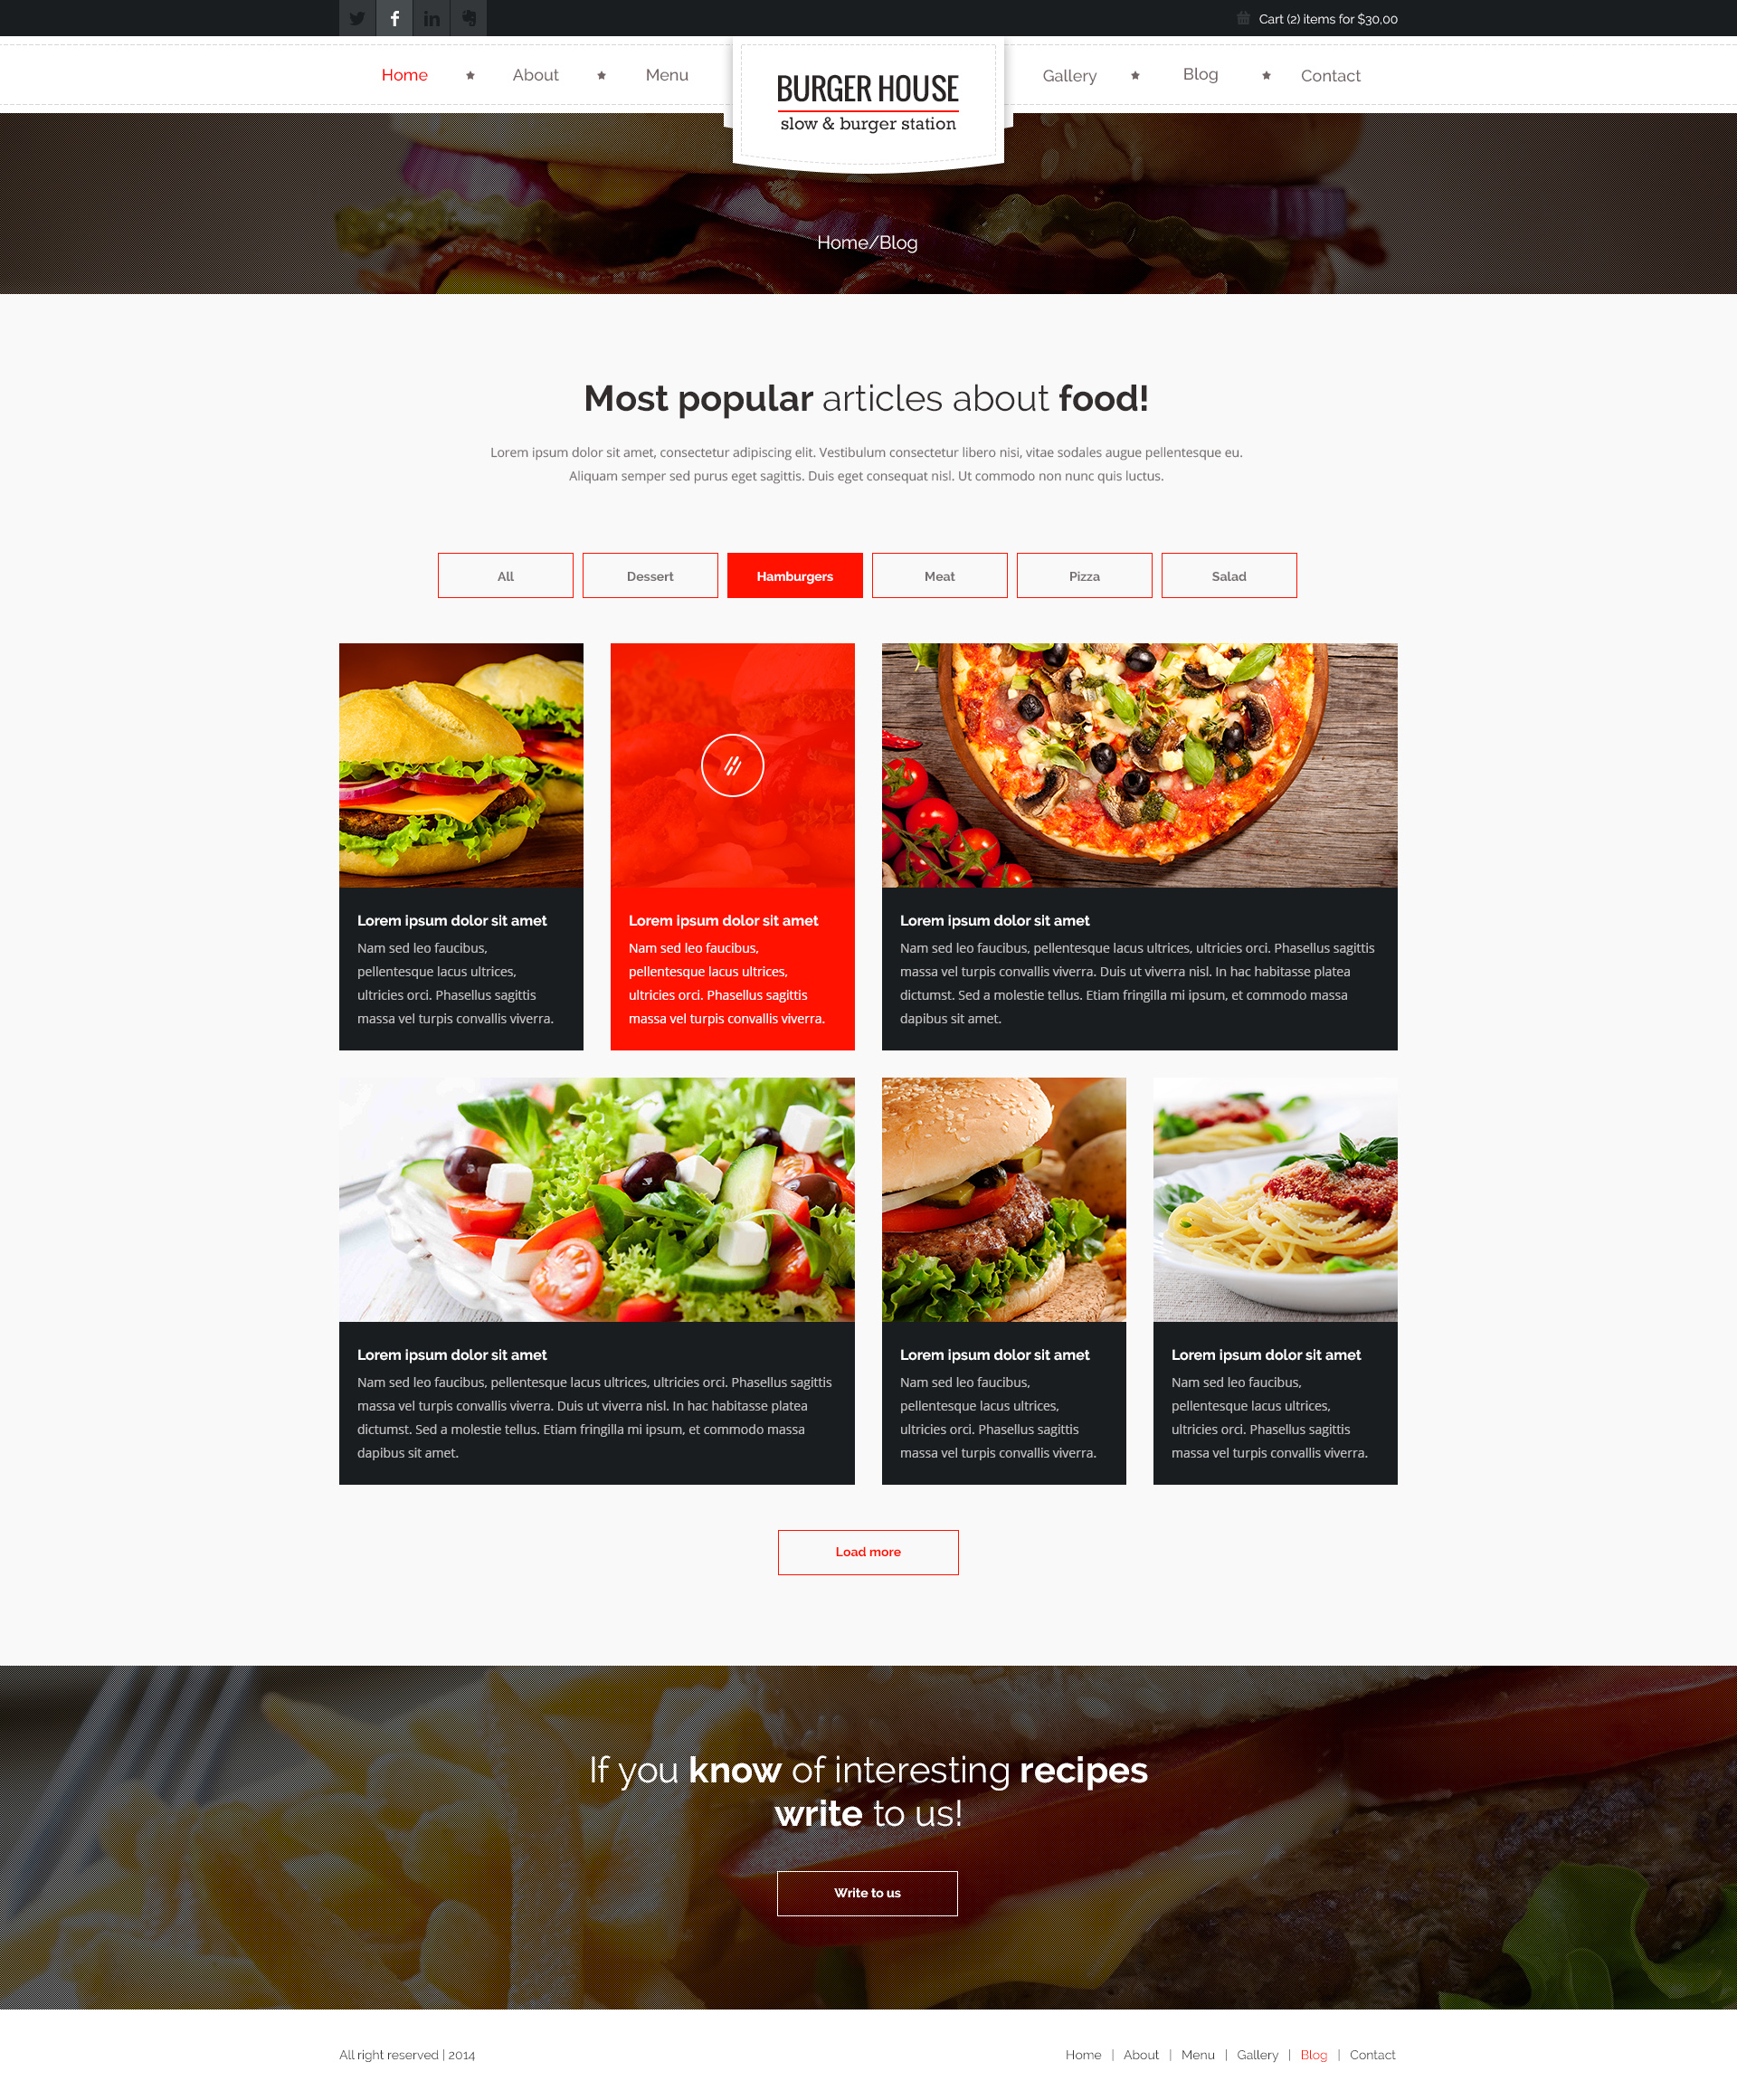 Cart (2) items for $30,00
Home
About
Menu
BURGER HOUSE
slow & burger station
Gallery
Blog
Contact
Home/Blog
Most popular articles about food!
Lorem ipsum dolor sit amet, consectetur adipiscing elit. Vestibulum consectetur libero nisi, vitae sodales augue pellentesque eu.
Aliquam semper sed purus eget sagittis. Duis eget consequat nisl. Ut commodo non nunc quis luctus.
All
Dessert
Hamburgers
Meat
Pizza
Salad
Lorem ipsum dolor sit amet
Nam sed leo faucibus,
pellentesque lacus ultrices,
ultricies orci. Phasellus sagittis
massa vel turpis convallis viverra.
Lorem ipsum dolor sit amet
Nam sed leo faucibus,
pellentesque lacus ultrices,
ultricies orci. Phasellus sagittis
massa vel turpis convallis viverra.
Lorem ipsum dolor sit amet
Nam sed leo faucibus, pellentesque lacus ultrices, ultricies orci. Phasellus sagittis
massa vel turpis convallis viverra. Duis ut viverra nisl. In hac habitasse platea
dictumst. Sed a molestie tellus. Etiam fringilla mi ipsum, et commodo massa
dapibus sit amet.
Lorem ipsum dolor sit amet
Nam sed leo faucibus, pellentesque lacus ultrices, ultricies orci. Phasellus sagittis
massa vel turpis convallis viverra. Duis ut viverra nisl. In hac habitasse platea
dictumst. Sed a molestie tellus. Etiam fringilla mi ipsum, et commodo massa
dapibus sit amet.
Lorem ipsum dolor sit amet
Nam sed leo faucibus,
pellentesque lacus ultrices,
ultricies orci. Phasellus sagittis
massa vel turpis convallis viverra.
Lorem ipsum dolor sit amet
Nam sed leo faucibus,
pellentesque lacus ultrices,
ultricies orci. Phasellus sagittis
massa vel turpis convallis viverra.
Load more
If you know of interesting recipes
write to us!
Write to us
All right reserved | 2014
Home | About | Menu | Gallery | Blog | Contact